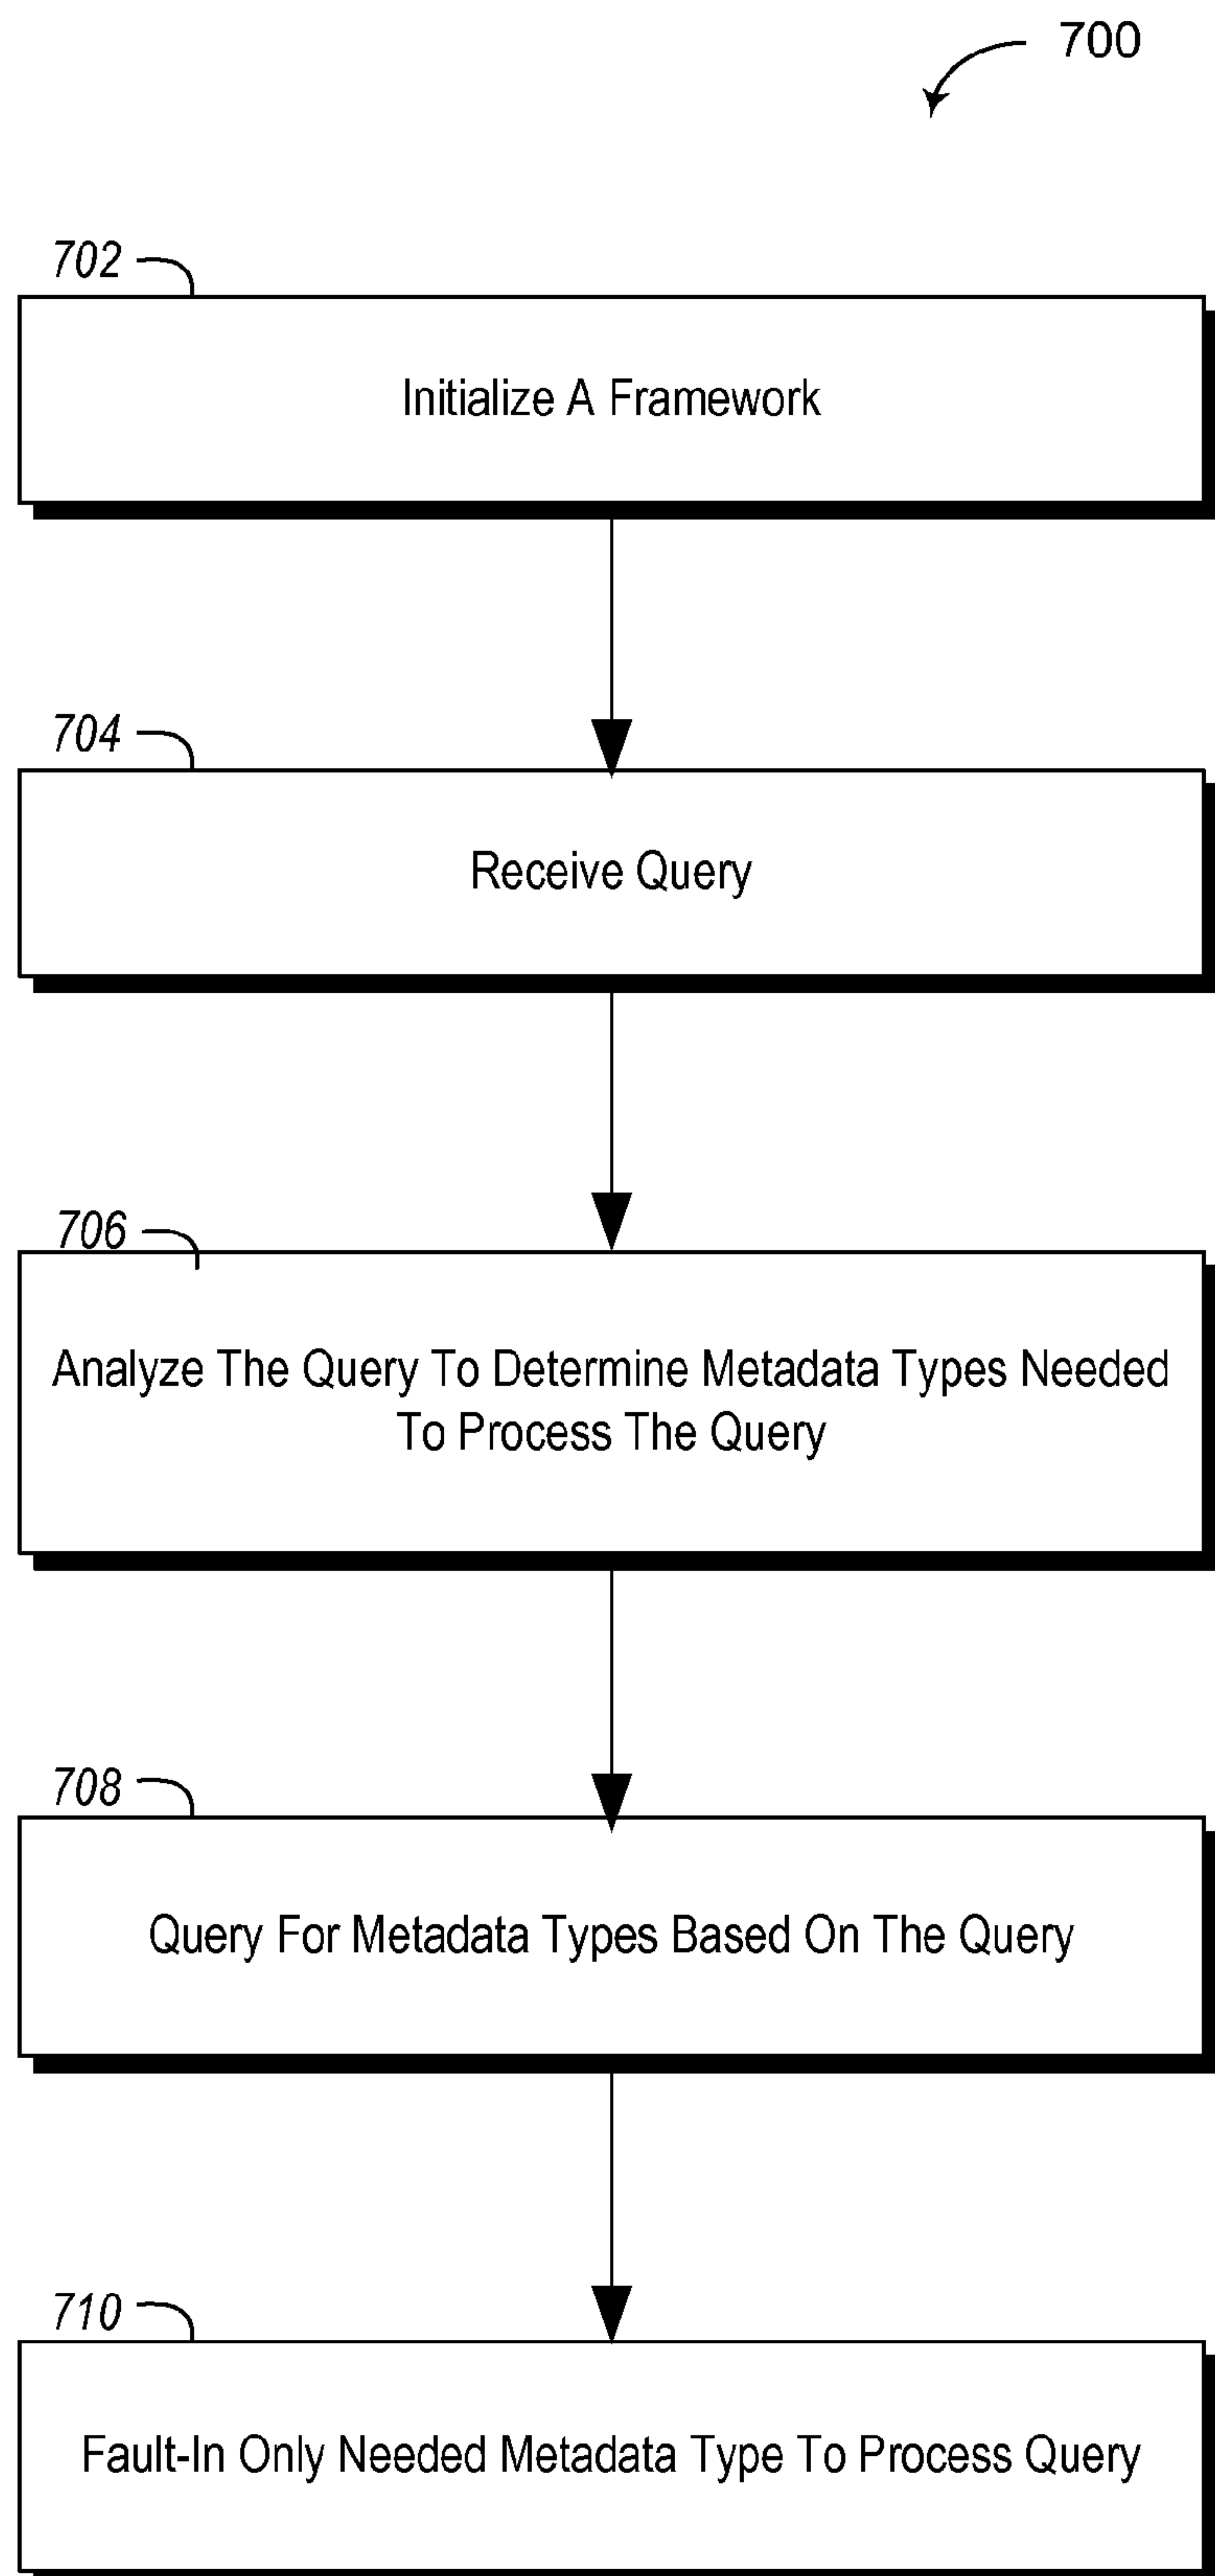 700
702
Initialize A Framework
704
Receive Query
706
Analyze The Query To Determine Metadata Types Needed
To Process The Query
708
Query For Metadata Types Based On The Query
710
Fault-In Only Needed Metadata Type To Process Query